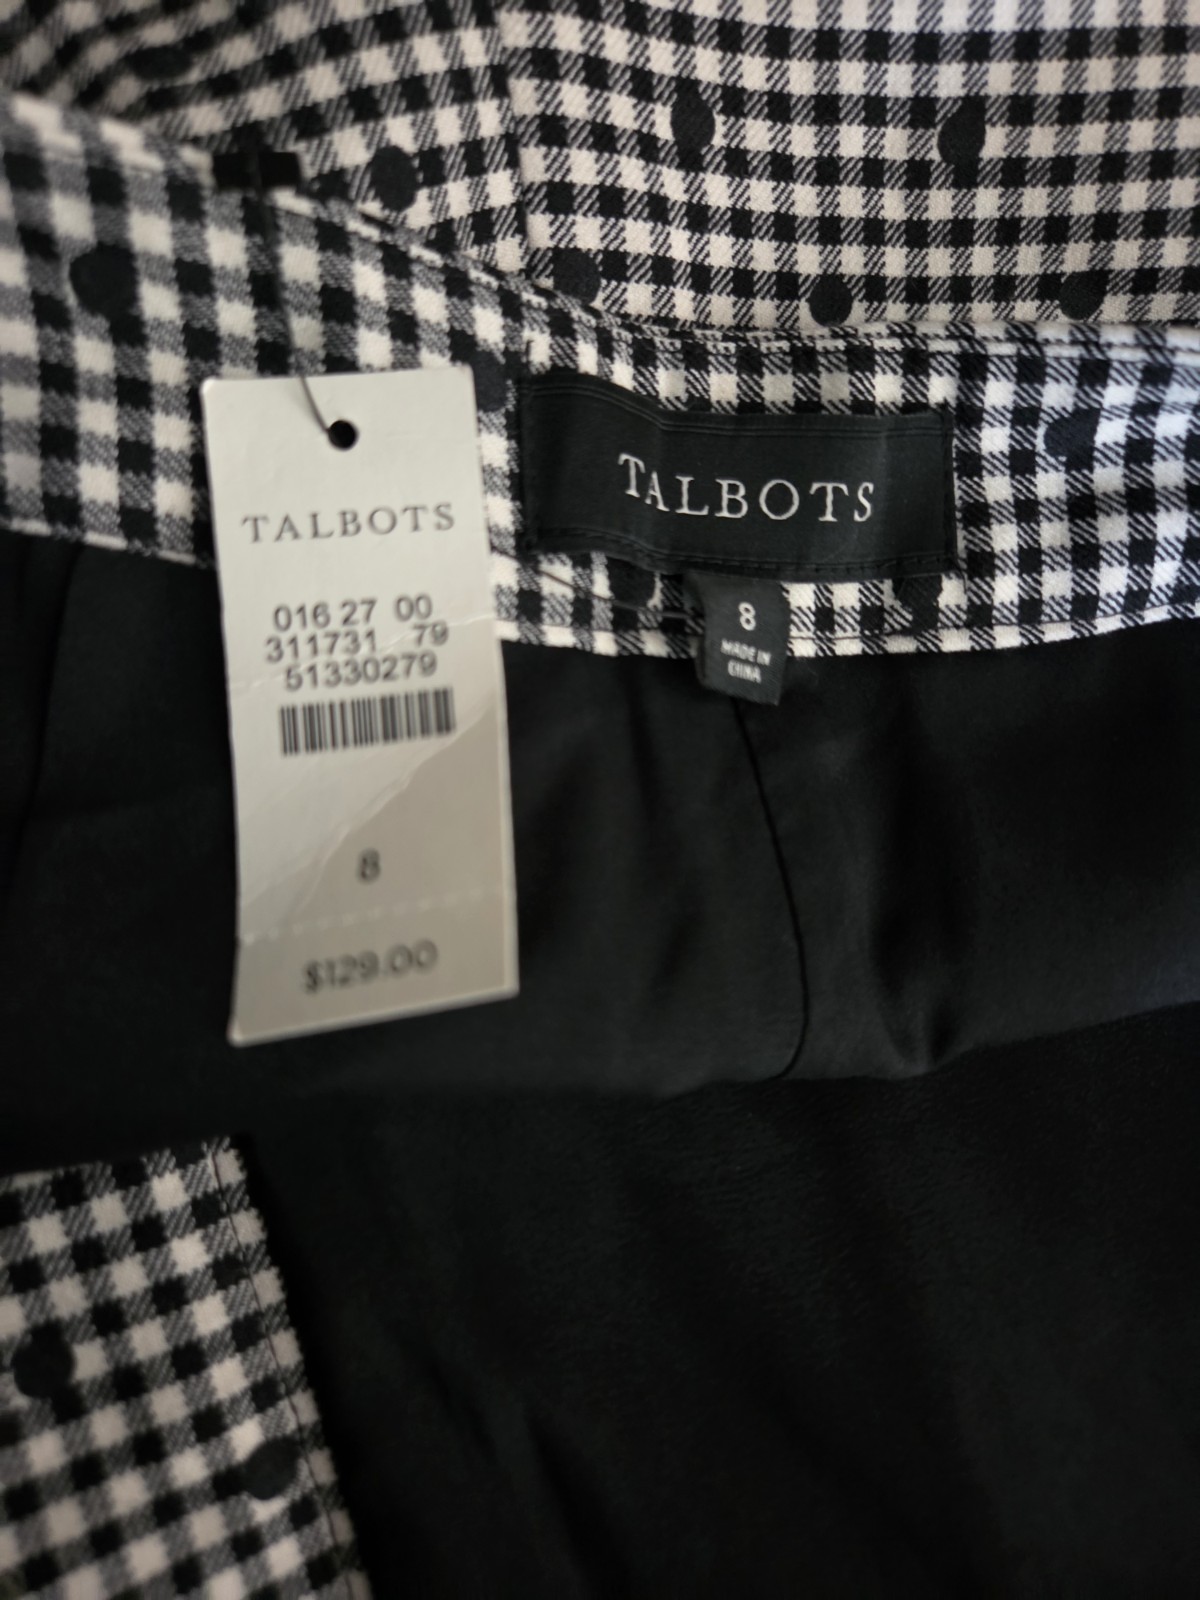 TALBOTS
016 27 00
311731 79
51330279
8
$129.00
TALBOTS
8
MADE IN
CHINA